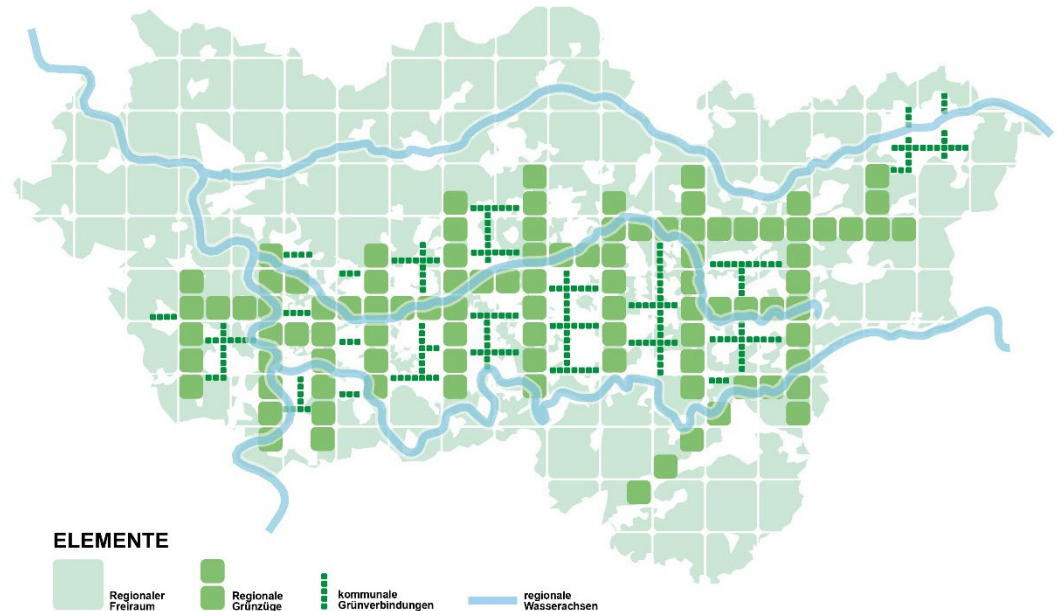 ELEMENTE
Regionaler
Freiraum
Regionale
Grünzüge
kommunale
Grünverbindungen
regionale
Wasserachsen